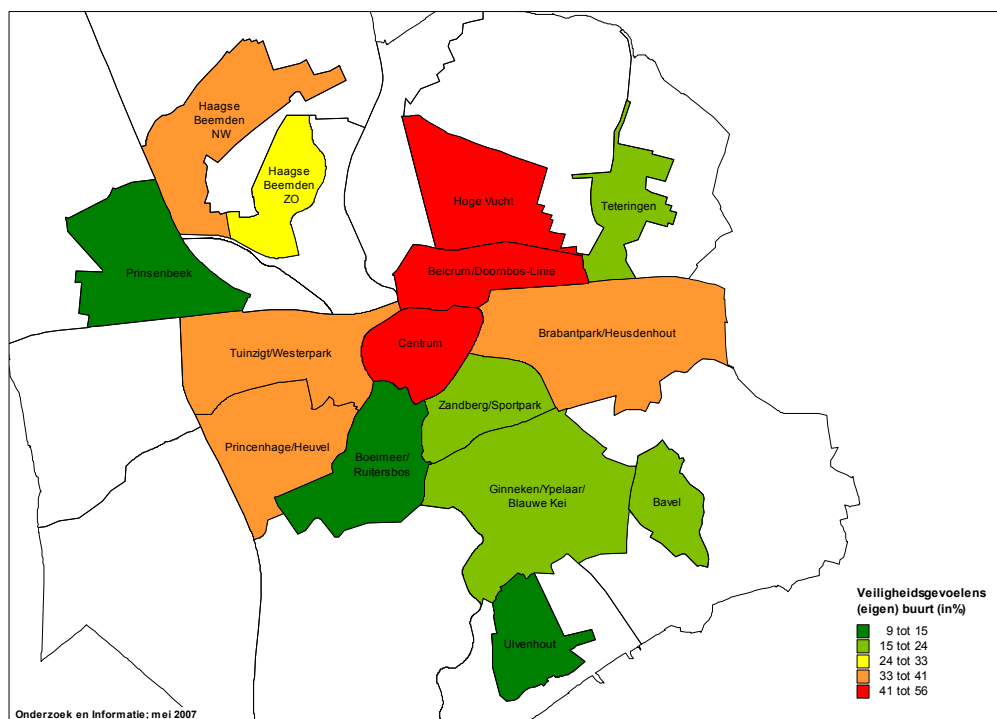 Haagse
Beemden
NW
Haagse
Beemden
ZO
Hoge Vucht
Teteringen
Prinsenbeek
Belcrum/Doornbos-Linie
Brabantpark/Heusdenhout
Centrum
Tuinzigt/Westerpark
Zandberg/Sportpark
Princenhage/Heuvel
Boeimeer/
Ruitersbos
Ginneken/Ypelaar/
Blauwe Kei
Bavel
Ulvenhout
Veiligheidsgevoelens
(eigen) buurt (in%)
9 tot 15
15 tot 24
24 tot 33
33 tot 41
41 tot 56
Onderzoek en Informatie; mei 2007